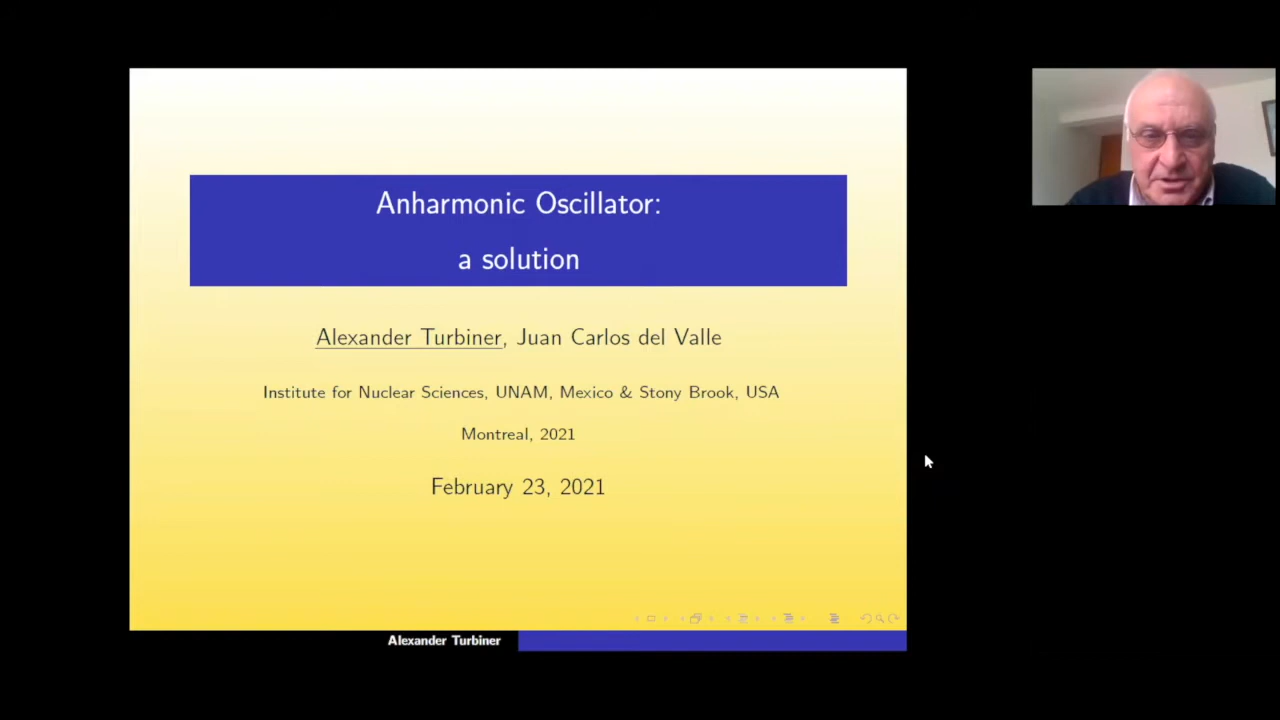 Anharmonic Oscillator:
a solution
Alexander Turbiner, Juan Carlos del Valle
Institute for Nuclear Sciences, UNAM, Mexico & Stony Brook, USA
Montreal, 2021
February 23, 2021
Alexander Turbiner